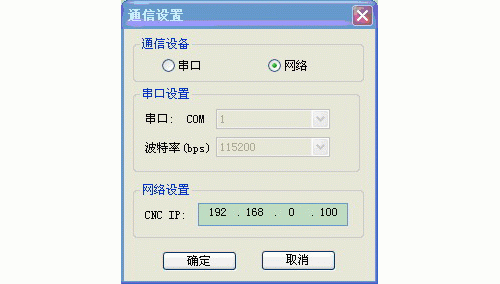 通信设置
通信设备
串口 网络
串口设置
串口: COM 1
波特率(bps) 115200
网络设置
CNC IP: 192 . 168 . 0 . 100
确定 取消